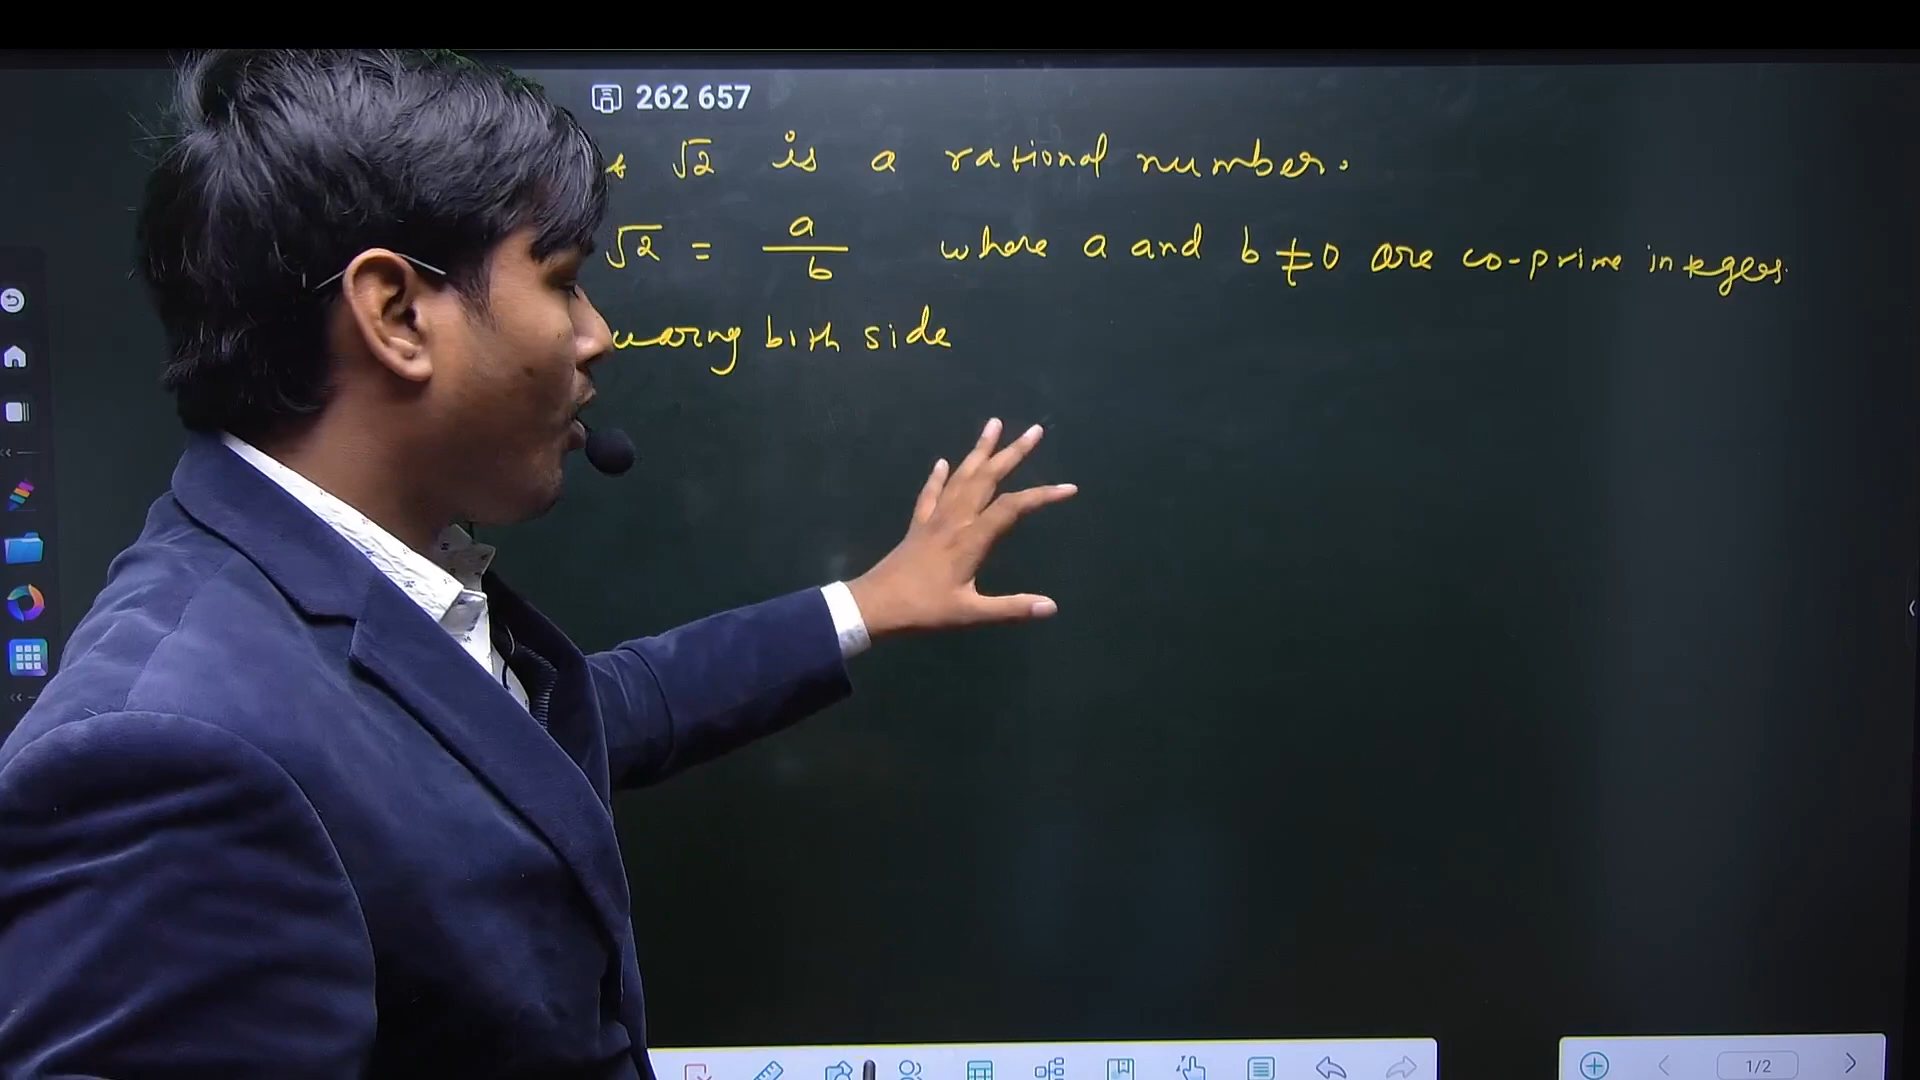 262 657
√2 is a rational number.
√2 = a/b where a and b ≠ 0 are co-prime integers.
both side
1/2